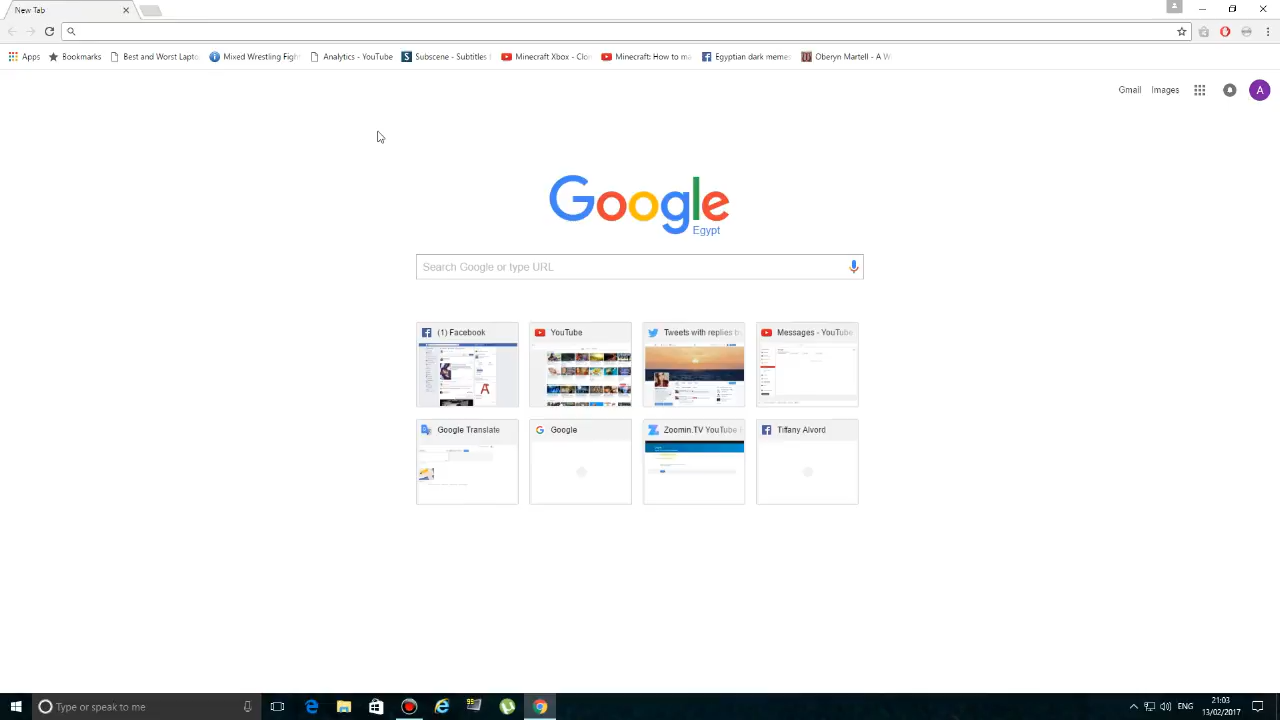 New Tab
Apps Bookmarks Best and Worst Lapto Mixed Wrestling Figh Analytics - YouTube Subscene - Subtitles Minecraft Xbox - Clo Minecraft: How to ma Egyptian dark memes Oberyn Martell - A W
Gmail Images A
Google
Egypt
Search Google or type URL
(1) Facebook YouTube Tweets with replies b Messages - YouTube
Google Translate Google Zoomin.TV YouTube Tiffany Alvord
Type or speak to me ENG 21:03
13/02/2017